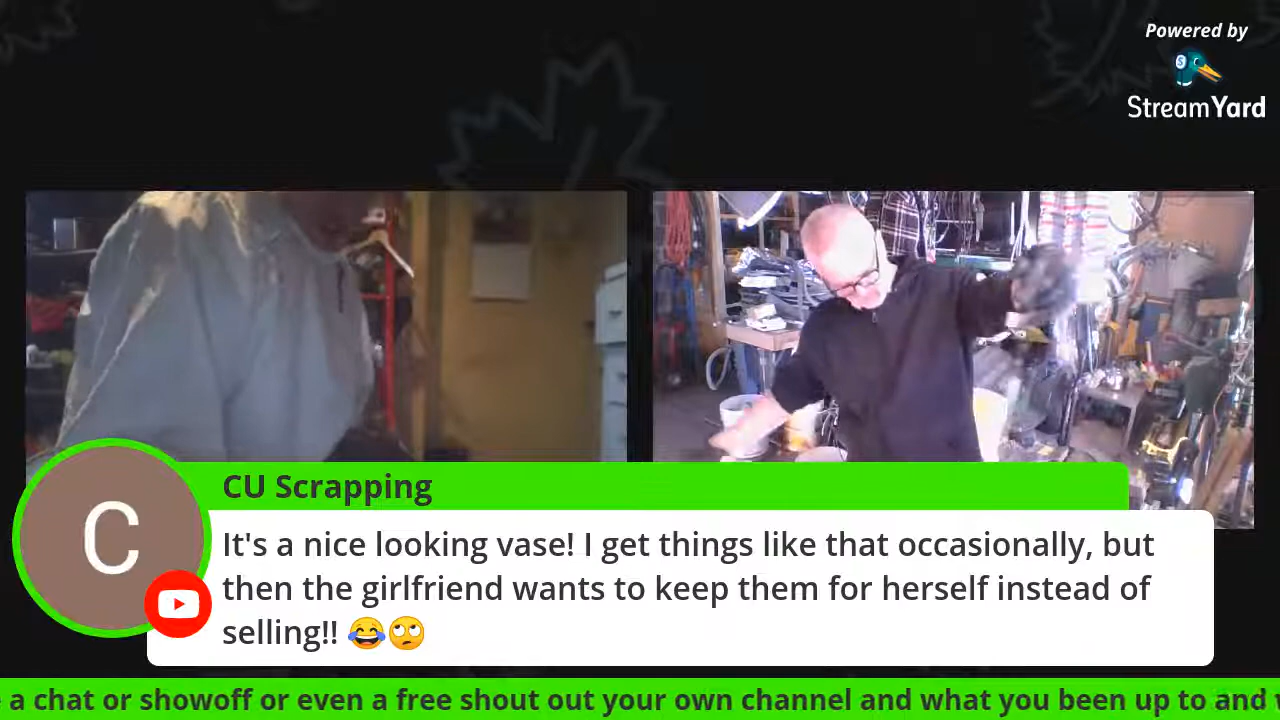 Powered by
StreamYard
CU Scrapping
C
It's a nice looking vase! I get things like that occasionally, but
then the girlfriend wants to keep them for herself instead of
selling!! 😂🙄
a chat or showoff or even a free shout out your own channel and what you been up to and